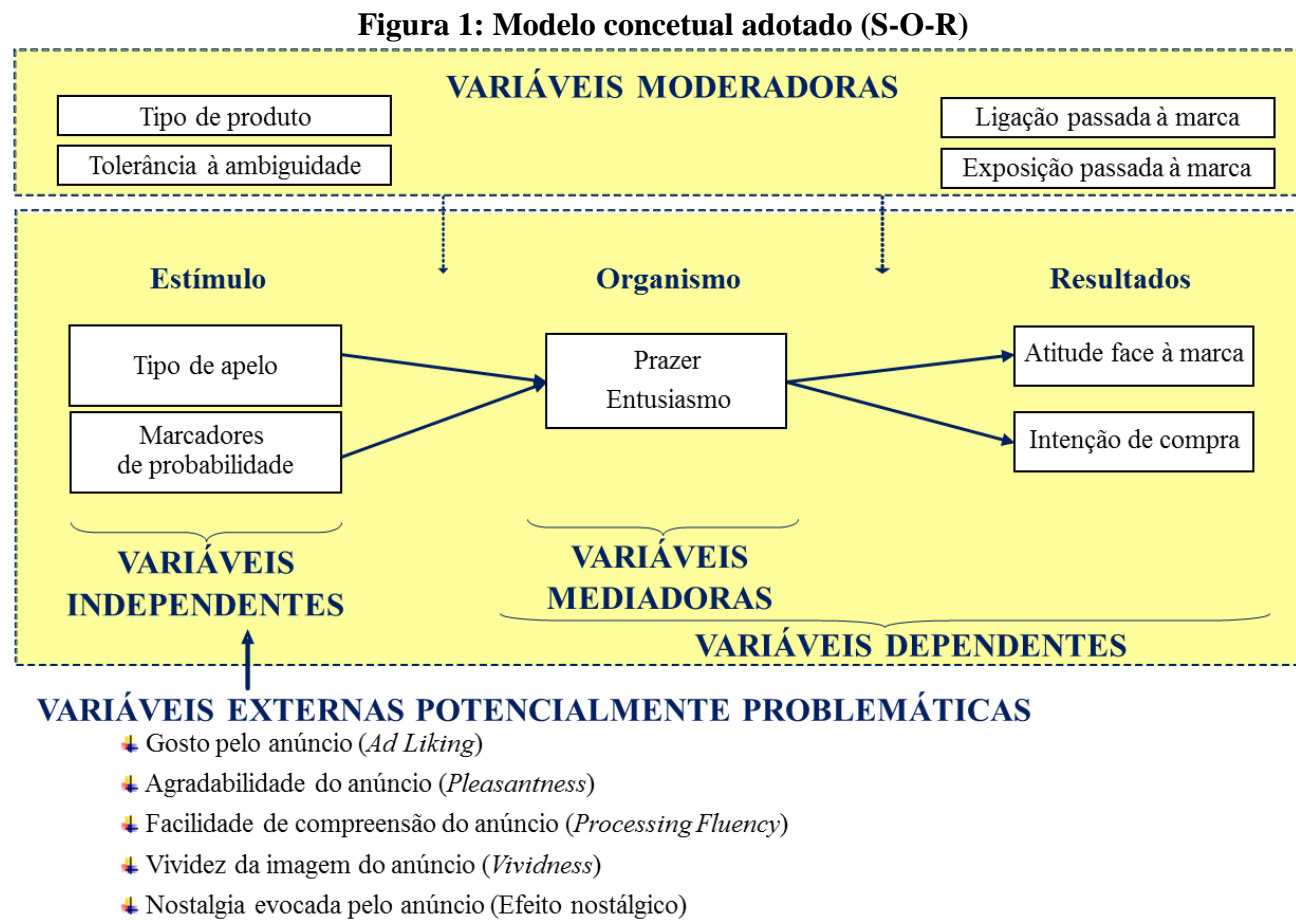 Figura 1: Modelo concetual adotado (S-O-R)
VARIÁVEIS MODERADORAS
Tipo de produto
Tolerância à ambiguidade
Ligação passada à marca
Exposição passada à marca
Estímulo
Organismo
Resultados
Tipo de apelo
Marcadores
de probabilidade
Prazer
Entusiasmo
Atitude face à marca
Intenção de compra
VARIÁVEIS
INDEPENDENTES
VARIÁVEIS
MEDIADORAS
VARIÁVEIS DEPENDENTES
VARIÁVEIS EXTERNAS POTENCIALMENTE PROBLEMÁTICAS
Gosto pelo anúncio (Ad Liking)
Agradabilidade do anúncio (Pleasantness)
Facilidade de compreensão do anúncio (Processing Fluency)
Vividez da imagem do anúncio (Vividness)
Nostalgia evocada pelo anúncio (Efeito nostálgico)